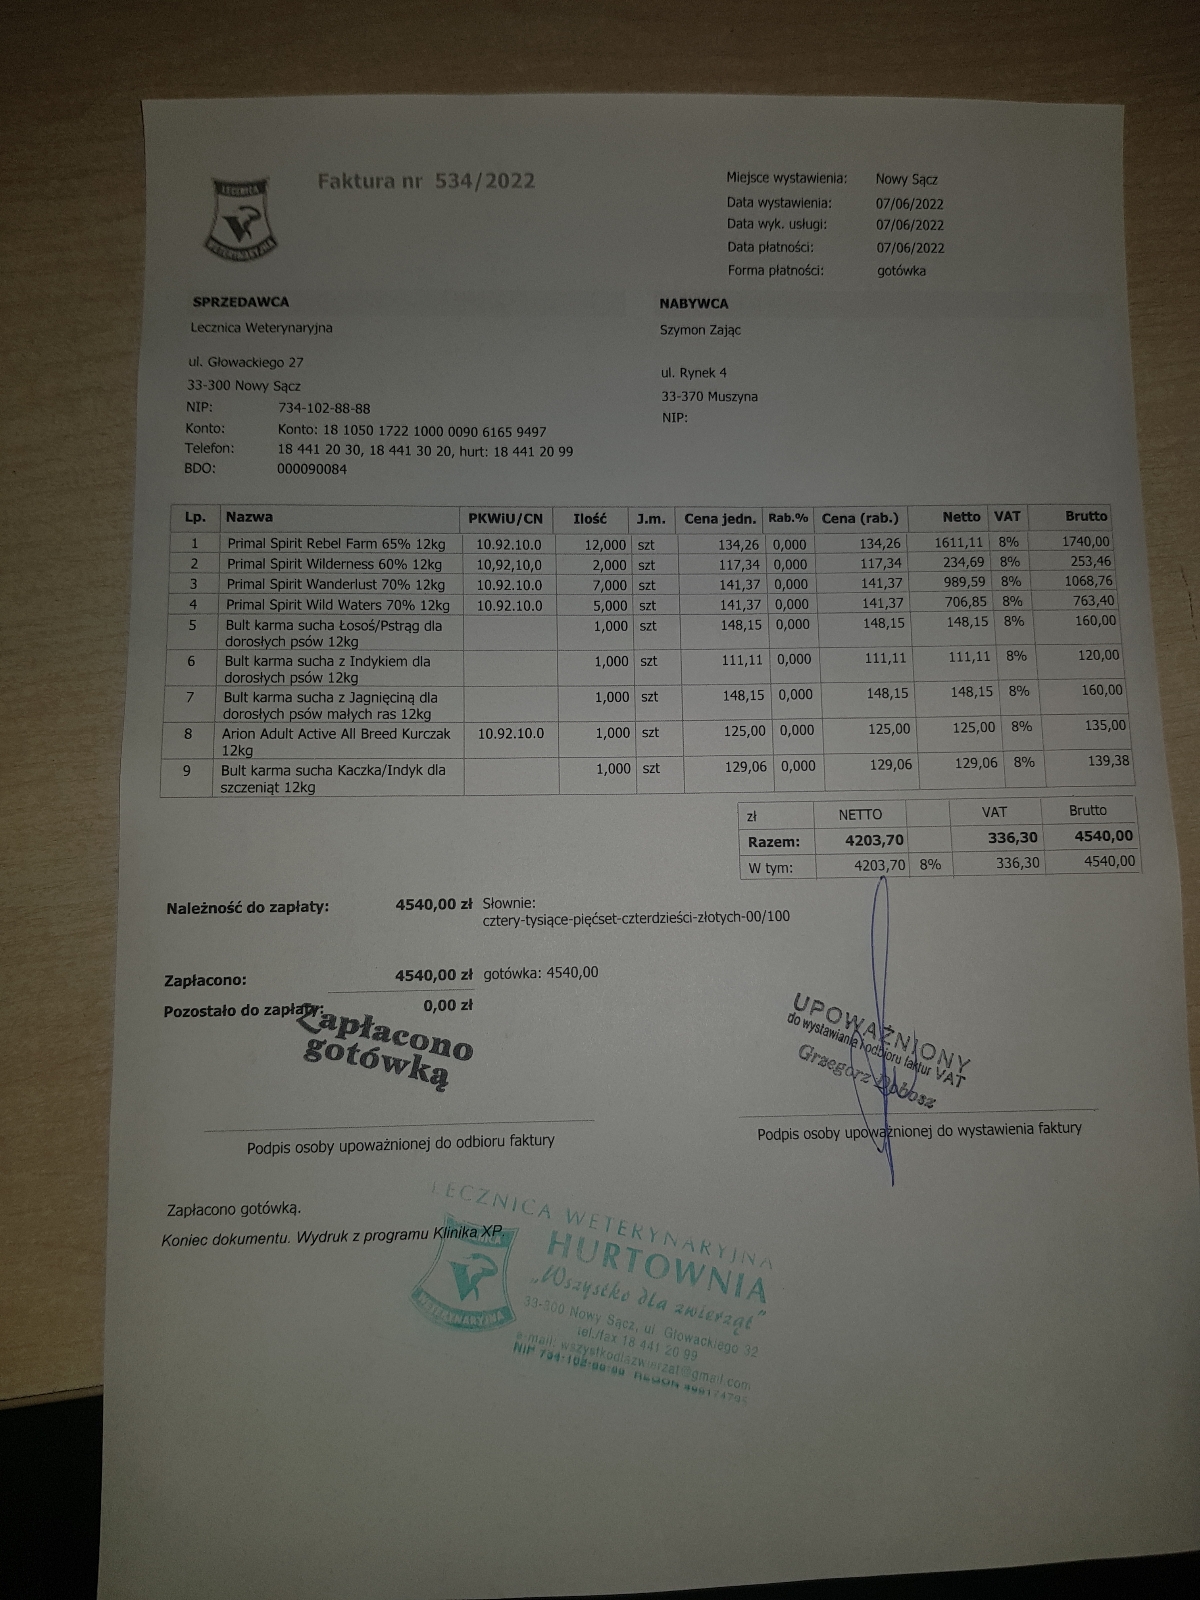 LECZNICA
WETERYNARYJNA
Faktura nr 534/2022
Miejsce wystawienia: Nowy Sącz
Data wystawienia: 07/06/2022
Data wyk. usługi: 07/06/2022
Data płatności: 07/06/2022
Forma płatności: gotówka
SPRZEDAWCA
Lecznica Weterynaryjna
ul. Głowackiego 27
33-300 Nowy Sącz
NIP: 734-102-88-88
Konto: Konto: 18 1050 1722 1000 0090 6165 9497
Telefon: 18 441 20 30, 18 441 30 20, hurt: 18 441 20 99
BDO: 000090084
NABYWCA
Szymon Zając
ul. Rynek 4
33-370 Muszyna
NIP:
Lp. Nazwa PKWiU/CN Ilość J.m. Cena jedn. Rab.% Cena (rab.) Netto VAT Brutto
1 Primal Spirit Rebel Farm 65% 12kg 10.92.10.0 12,000 szt 134,26 0,000 134,26 1611,11 8% 1740,00
2 Primal Spirit Wilderness 60% 12kg 10,92,10,0 2,000 szt 117,34 0,000 117,34 234,69 8% 253,46
3 Primal Spirit Wanderlust 70% 12kg 10.92.10.0 7,000 szt 141,37 0,000 141,37 989,59 8% 1068,76
4 Primal Spirit Wild Waters 70% 12kg 10.92.10.0 5,000 szt 141,37 0,000 141,37 706,85 8% 763,40
5 Bult karma sucha Łosoś/Pstrąg dla 1,000 szt 148,15 0,000 148,15 148,15 8% 160,00
dorosłych psów 12kg
6 Bult karma sucha z Indykiem dla 1,000 szt 111,11 0,000 111,11 111,11 8% 120,00
dorosłych psów 12kg
7 Bult karma sucha z Jagnięciną dla 1,000 szt 148,15 0,000 148,15 148,15 8% 160,00
dorosłych psów małych ras 12kg
8 Arion Adult Active All Breed Kurczak 10.92.10.0 1,000 szt 125,00 0,000 125,00 125,00 8% 135,00
12kg
9 Bult karma sucha Kaczka/Indyk dla 1,000 szt 129,06 0,000 129,06 129,06 8% 139,38
szczeniąt 12kg
zł NETTO VAT Brutto
Razem: 4203,70 336,30 4540,00
W tym: 4203,70 8% 336,30 4540,00
Należność do zapłaty: 4540,00 zł Słownie:
cztery-tysiące-pięćset-czterdzieści-złotych-00/100
Zapłacono: 4540,00 zł gotówka: 4540,00
Pozostało do zapłaty: 0,00 zł
Zapłacono
gotówką
UPOWAŻNIONY
do wystawiania i odbioru faktur VAT
Grzegorz Dobosz
Podpis osoby upoważnionej do odbioru faktury
Podpis osoby upoważnionej do wystawienia faktury
Zapłacono gotówką.
Koniec dokumentu. Wydruk z programu Klinika XP.
LECZNICA WETERYNARYJNA
HURTOWNIA
„Wszystko dla zwierząt"
33-300 Nowy Sącz, ul. Głowackiego 32
tel./fax 18 441 20 99
e-mail: wszystkodlazwierzat@gmail.com
NIP 734-102-88-88 REGON
LECZNICA
WETERYNARYJNA